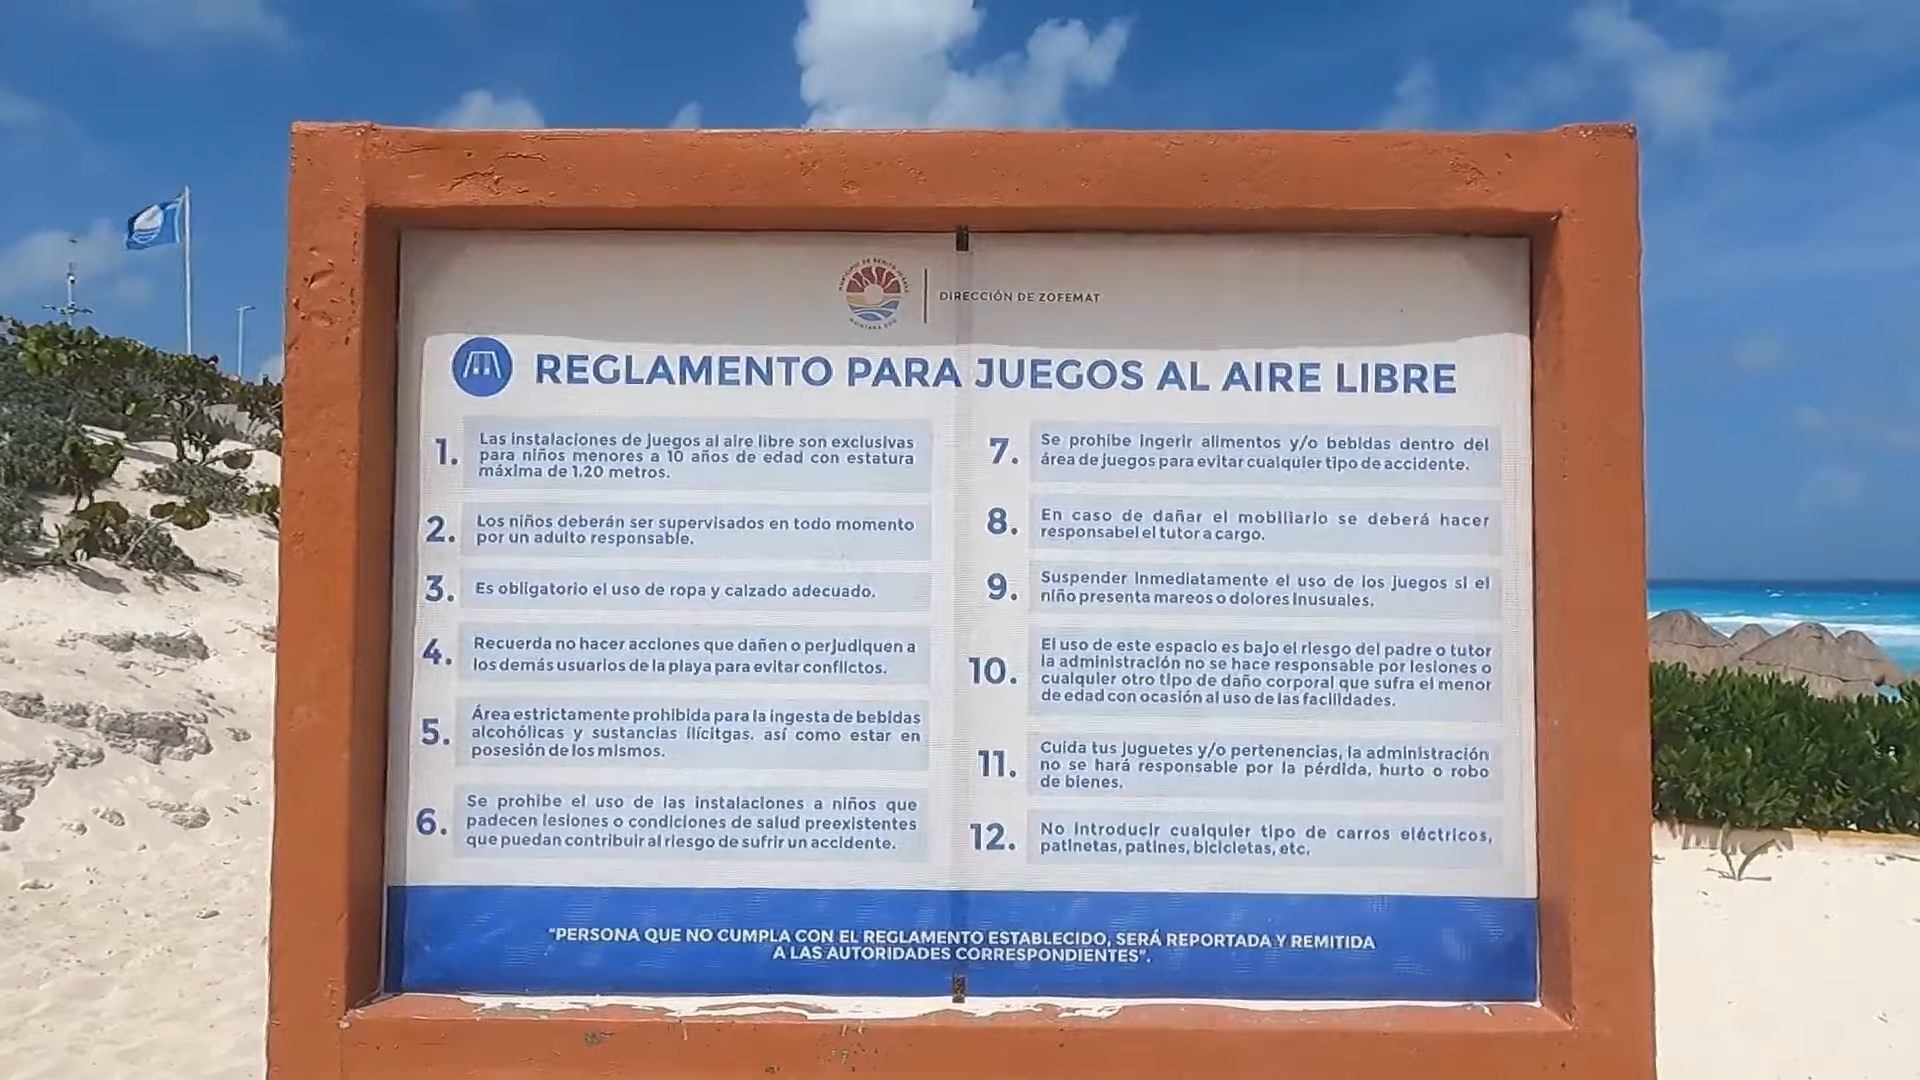 MUNICIPIO DE BENITO JUÁREZ
QUINTANA ROO
DIRECCIÓN DE ZOFEMAT
REGLAMENTO PARA JUEGOS AL AIRE LIBRE
1. Las instalaciones de juegos al aire libre son exclusivas
para niños menores a 10 años de edad con estatura
máxima de 1,20 metros.
2. Los niños deberán ser supervisados en todo momento
por un adulto responsable.
3. Es obligatorio el uso de ropa y calzado adecuado.
4. Recuerda no hacer acciones que dañen o perjudiquen a
los demás usuarios de la playa para evitar conflictos.
5. Área estrictamente prohibida para la ingesta de bebidas
alcohólicas y sustancias ilícitgas. así como estar en
posesión de los mismos.
6. Se prohibe el uso de las instalaciones a niños que
padecen lesiones o condiciones de salud preexistentes
que puedan contribuir al riesgo de sufrir un accidente.
7. Se prohibe ingerir alimentos y/o bebidas dentro del
área de juegos para evitar cualquier tipo de accidente.
8. En caso de dañar el mobiliario se deberá hacer
responsabel el tutor a cargo.
9. Suspender inmediatamente el uso de los juegos si el
niño presenta mareos o dolores inusuales.
10. El uso de este espacio es bajo el riesgo del padre o tutor
la administración no se hace responsable por lesiones o
cualquier otro tipo de daño corporal que sufra el menor
de edad con ocasión al uso de las facilidades.
11. Cuida tus juguetes y/o pertenencias, la administración
no se hará responsable por la pérdida, hurto o robo
de bienes.
12. No introducir cualquier tipo de carros eléctricos,
patinetas, patines, bicicletas, etc.
"PERSONA QUE NO CUMPLA CON EL REGLAMENTO ESTABLECIDO, SERÁ REPORTADA Y REMITIDA
A LAS AUTORIDADES CORRESPONDIENTES".